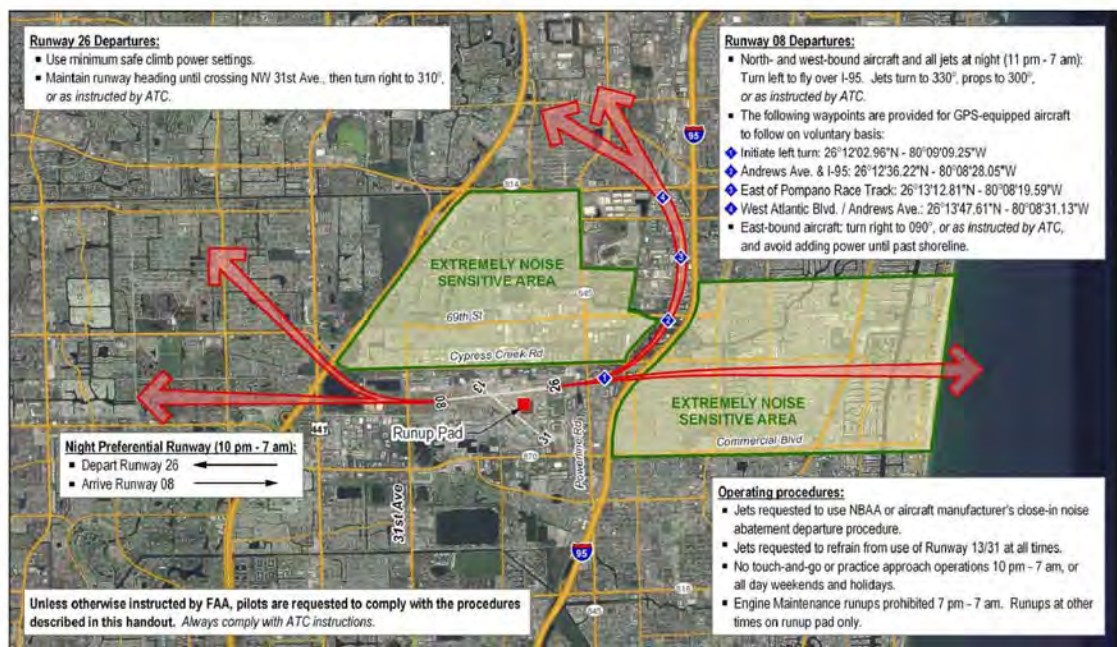 Runway 26 Departures:
▪ Use minimum safe climb power settings.
▪ Maintain runway heading until crossing NW 31st Ave., then turn right to 310°,
or as instructed by ATC.
Runway 08 Departures:
▪ North- and west-bound aircraft and all jets at night (11 pm - 7 am):
Turn left to fly over I-95. Jets turn to 330°, props to 300°,
or as instructed by ATC.
▪ The following waypoints are provided for GPS-equipped aircraft
to follow on voluntary basis:
1 Initiate left turn: 26°12'02.96"N - 80°09'09.25"W
2 Andrews Ave. & I-95: 26°12'36.22"N - 80°08'28.05"W
3 East of Pompano Race Track: 26°13'12.81"N - 80°08'19.59"W
4 West Atlantic Blvd. / Andrews Ave.: 26°13'47.61"N - 80°08'31.13"W
▪ East-bound aircraft: turn right to 090°, or as instructed by ATC,
and avoid adding power until past shoreline.
95
814
4
EXTREMELY NOISE
SENSITIVE AREA
3
845
69th St
2
Cypress Creek Rd
1
08
13
26
31
Runup Pad
EXTREMELY NOISE
SENSITIVE AREA
Commercial Blvd
441
870
Powerline Rd
31st Ave
Night Preferential Runway (10 pm - 7 am):
▪ Depart Runway 26
▪ Arrive Runway 08
95
845
816
Operating procedures:
▪ Jets requested to use NBAA or aircraft manufacturer's close-in noise
abatement departure procedure.
▪ Jets requested to refrain from use of Runway 13/31 at all times.
▪ No touch-and-go or practice approach operations 10 pm - 7 am, or
all day weekends and holidays.
▪ Engine Maintenance runups prohibited 7 pm - 7 am. Runups at other
times on runup pad only.
Unless otherwise instructed by FAA, pilots are requested to comply with the procedures
described in this handout. Always comply with ATC instructions.